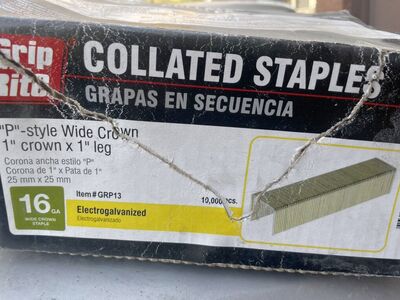 Grip
Rite
COLLATED STAPLES
GRAPAS EN SECUENCIA
"P"-style Wide Crown
1" crown x 1" leg
Corona ancha estilo "P"
Corona de 1" x Pata de 1"
25 mm x 25 mm
Item # GRP13
10,000 pcs.
16 GA
WIDE CROWN
STAPLE
Electrogalvanized
Electrogalvanizado